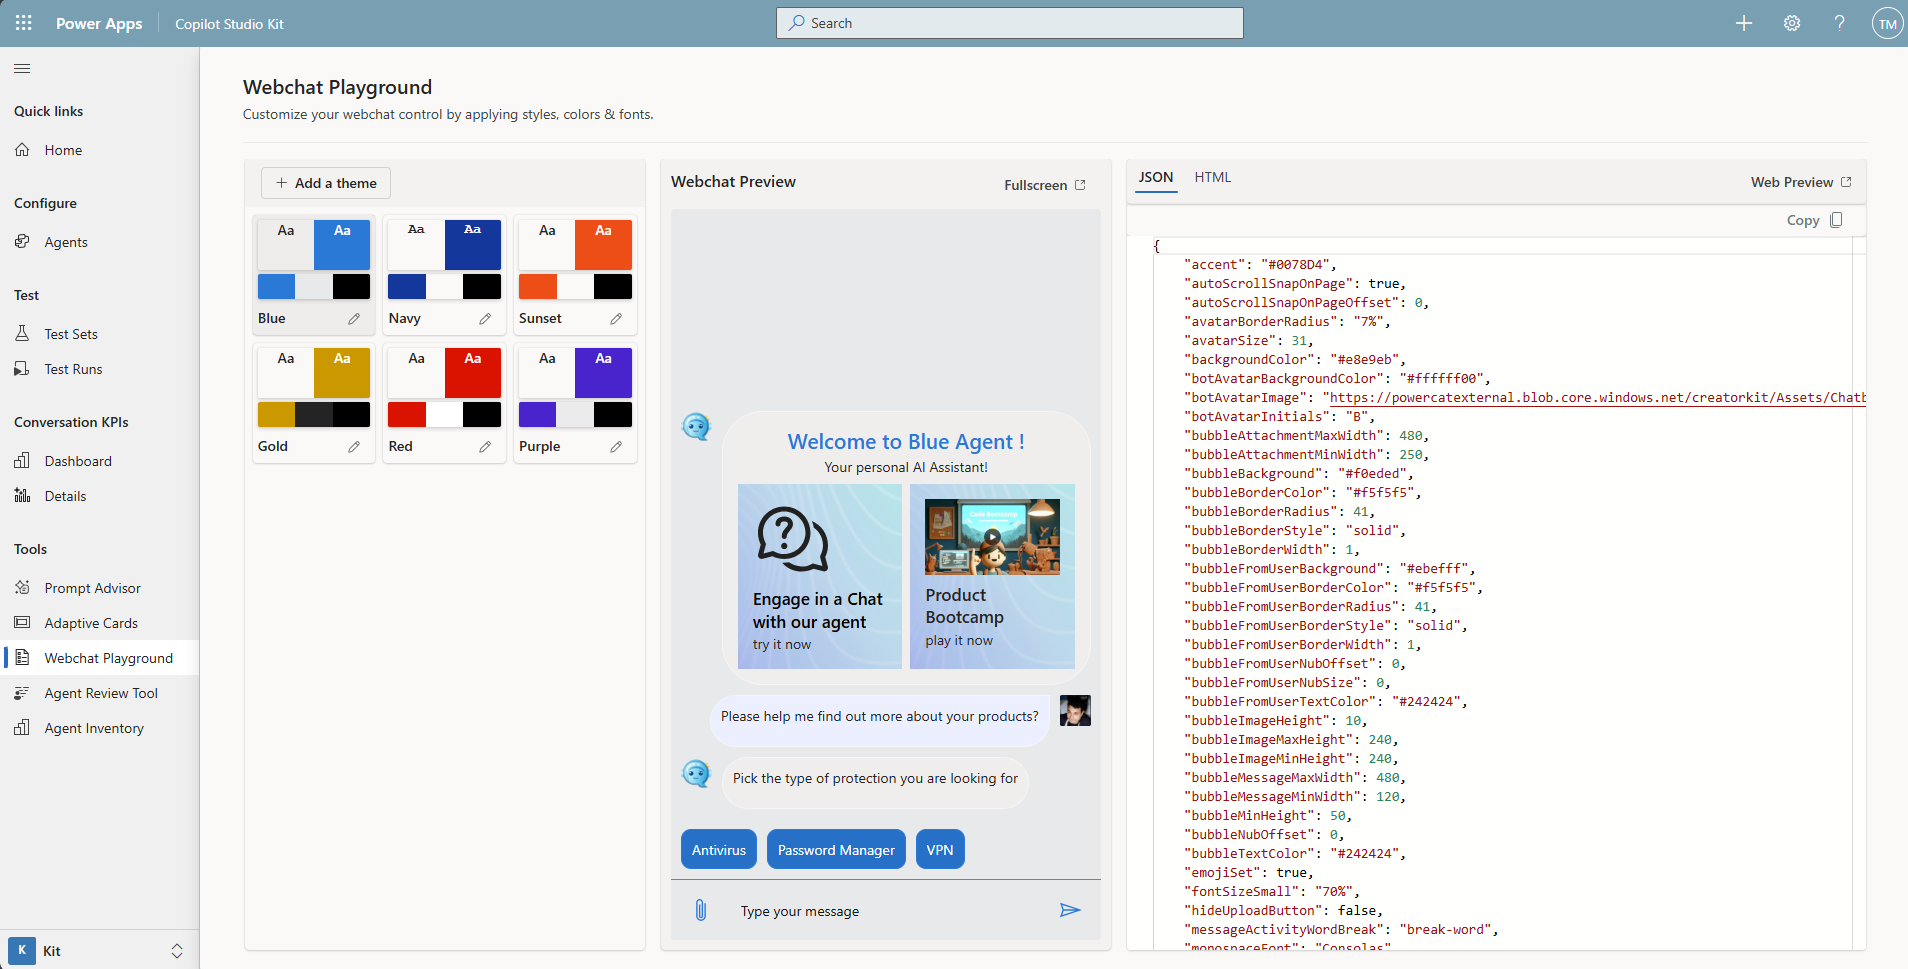 Power Apps
Copilot Studio Kit
Search
TM
Quick links
Home
Configure
Agents
Test
Test Sets
Test Runs
Conversation KPIs
Dashboard
Details
Tools
Prompt Advisor
Adaptive Cards
Webchat Playground
Agent Review Tool
Agent Inventory
K
Kit
Webchat Playground
Customize your webchat control by applying styles, colors & fonts.
Add a theme
Aa Aa
Blue
Aa Aa
Navy
Aa Aa
Sunset
Aa Aa
Gold
Aa Aa
Red
Aa Aa
Purple
Webchat Preview
Fullscreen
Welcome to Blue Agent !
Your personal AI Assistant!
Engage in a Chat
with our agent
try it now
Code Bootcamp
Product
Bootcamp
play it now
Please help me find out more about your products?
Pick the type of protection you are looking for
Antivirus
Password Manager
VPN
Type your message
JSON
HTML
Web Preview
Copy
{
"accent": "#0078D4",
"autoScrollSnapOnPage": true,
"autoScrollSnapOnPageOffset": 0,
"avatarBorderRadius": "7%",
"avatarSize": 31,
"backgroundColor": "#e8e9eb",
"botAvatarBackgroundColor": "#ffffff00",
"botAvatarImage": "https://powercatexternal.blob.core.windows.net/creatorkit/Assets/Chatb
"botAvatarInitials": "B",
"bubbleAttachmentMaxWidth": 480,
"bubbleAttachmentMinWidth": 250,
"bubbleBackground": "#f0eded",
"bubbleBorderColor": "#f5f5f5",
"bubbleBorderRadius": 41,
"bubbleBorderStyle": "solid",
"bubbleBorderWidth": 1,
"bubbleFromUserBackground": "#ebefff",
"bubbleFromUserBorderColor": "#f5f5f5",
"bubbleFromUserBorderRadius": 41,
"bubbleFromUserBorderStyle": "solid",
"bubbleFromUserBorderWidth": 1,
"bubbleFromUserNubOffset": 0,
"bubbleFromUserNubSize": 0,
"bubbleFromUserTextColor": "#242424",
"bubbleImageHeight": 10,
"bubbleImageMaxHeight": 240,
"bubbleImageMinHeight": 240,
"bubbleMessageMaxWidth": 480,
"bubbleMessageMinWidth": 120,
"bubbleMinHeight": 50,
"bubbleNubOffset": 0,
"bubbleTextColor": "#242424",
"emojiSet": true,
"fontSizeSmall": "70%",
"hideUploadButton": false,
"messageActivityWordBreak": "break-word",
"monospaceFont": "Consolas"